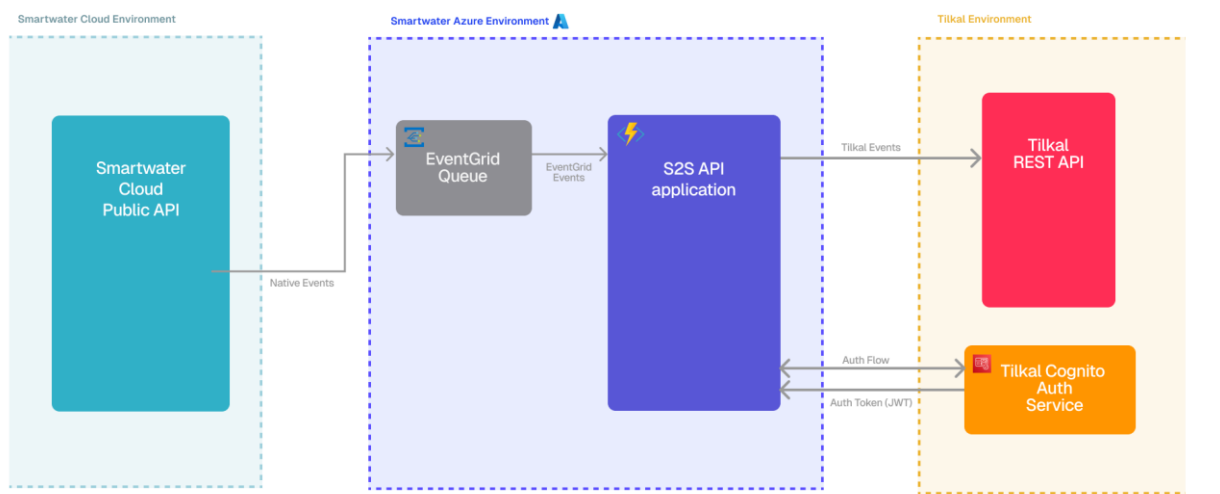 Smartwater Cloud Environment
Smartwater Azure Environment
Tilkal Environment
Smartwater
Cloud
Public API
Native Events
EventGrid
Queue
EventGrid
Events
S2S API
application
Tilkal Events
Tilkal
REST API
Auth Flow
Auth Token (JWT)
Tilkal Cognito
Auth
Service